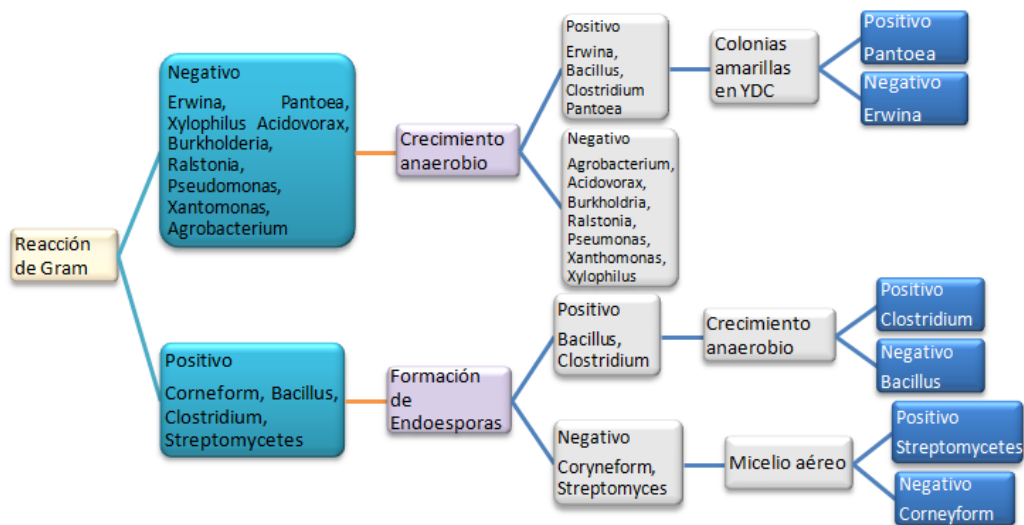 Reacción
de Gram
Negativo
Erwina, Pantoea,
Xylophilus Acidovorax,
Burkholderia,
Ralstonia,
Pseudomonas,
Xantomonas,
Agrobacterium
Crecimiento
anaerobio
Positivo
Erwina,
Bacillus,
Clostridium
Pantoea
Colonias
amarillas
en YDC
Positivo
Pantoea
Negativo
Erwina
Negativo
Agrobacterium,
Acidovorax,
Burkholdria,
Ralstonia,
Pseumonas,
Xanthomonas,
Xylophilus
Positivo
Corneform, Bacillus,
Clostridium,
Streptomycetes
Formación
de
Endoesporas
Positivo
Bacillus,
Clostridium
Crecimiento
anaerobio
Positivo
Clostridium
Negativo
Bacillus
Negativo
Coryneform,
Streptomyces
Micelio aéreo
Positivo
Streptomycetes
Negativo
Corneyform